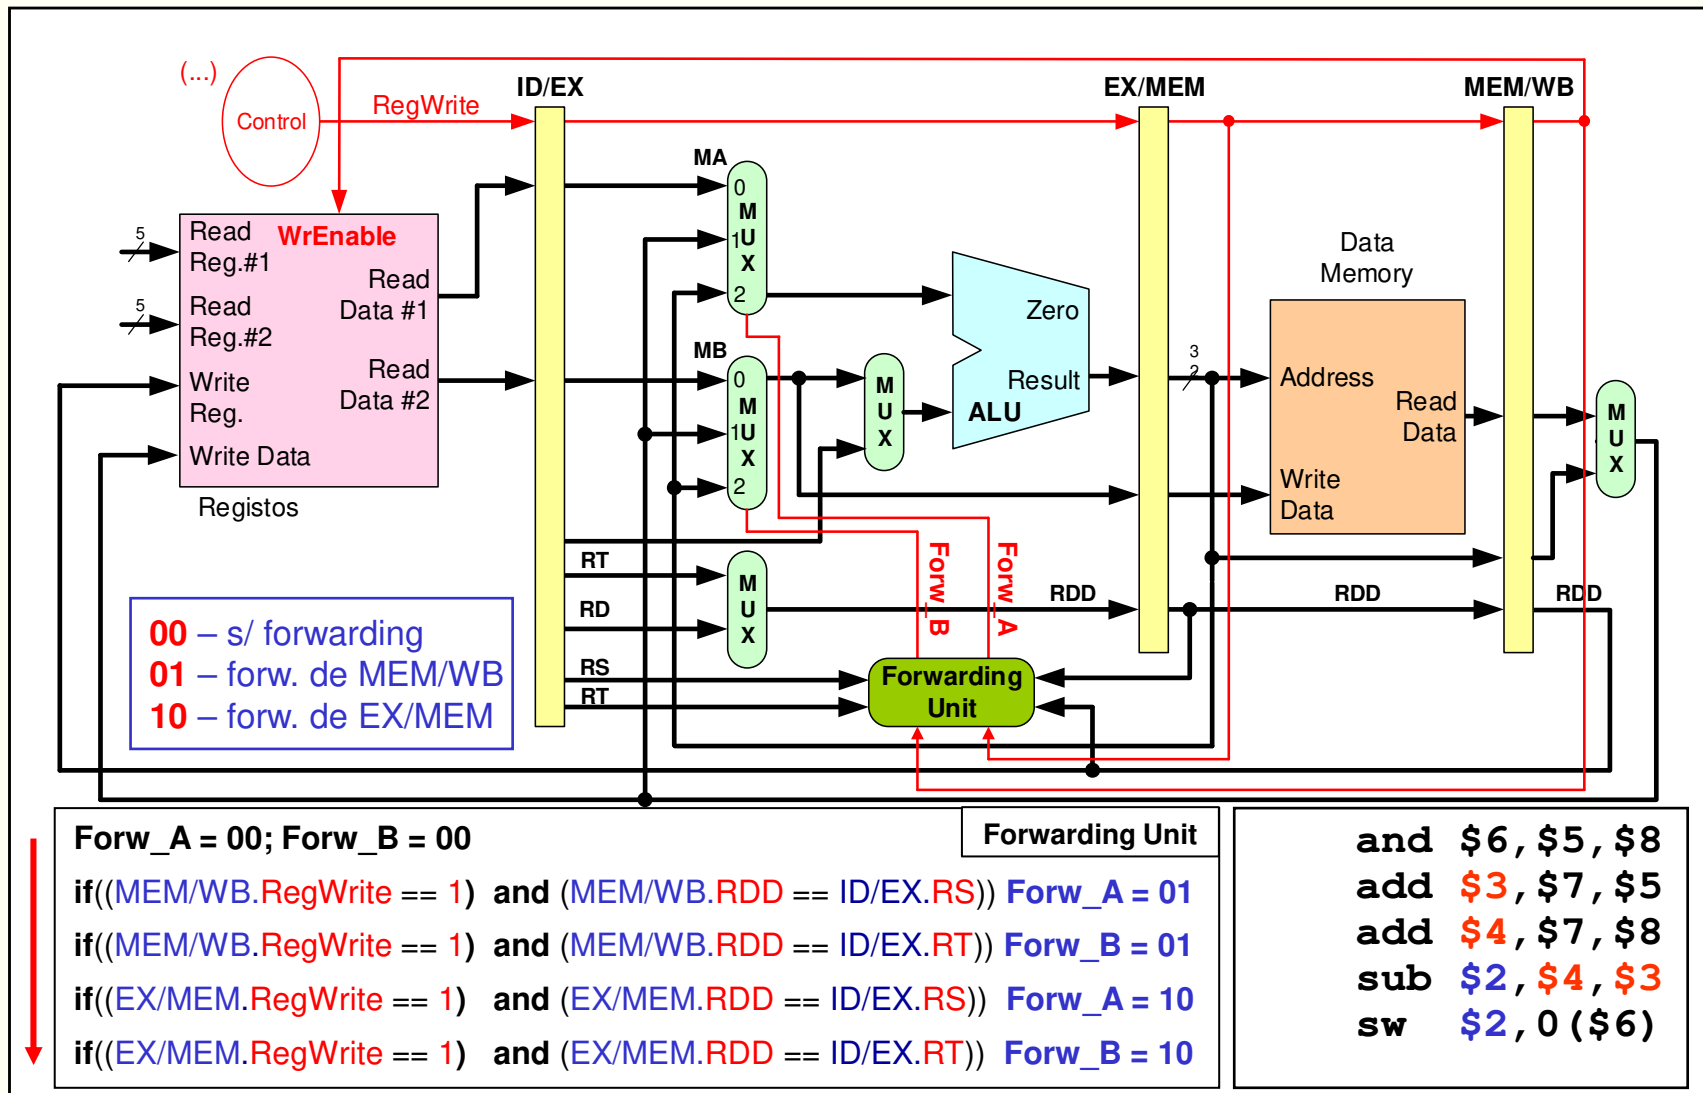 (...)
Control
RegWrite
ID/EX
EX/MEM
MEM/WB
MA
0
M
1U
X
2
5
Read
Reg.#1
WrEnable
Read
Data #1
5
Read
Reg.#2
Write
Reg.
Read
Data #2
Write Data
Registos
MB
0
M
1U
X
2
M
U
X
Zero
Result
ALU
3
2
Data
Memory
Address
Read
Data
Write
Data
M
U
X
RT
RD
M
U
X
RDD
RDD
RDD
Forw_B
Forw_A
RS
RT
Forwarding
Unit
00 – s/ forwarding
01 – forw. de MEM/WB
10 – forw. de EX/MEM
Forw_A = 00; Forw_B = 00
Forwarding Unit
if((MEM/WB.RegWrite == 1) and (MEM/WB.RDD == ID/EX.RS)) Forw_A = 01
if((MEM/WB.RegWrite == 1) and (MEM/WB.RDD == ID/EX.RT)) Forw_B = 01
if((EX/MEM.RegWrite == 1) and (EX/MEM.RDD == ID/EX.RS)) Forw_A = 10
if((EX/MEM.RegWrite == 1) and (EX/MEM.RDD == ID/EX.RT)) Forw_B = 10
and $6,$5,$8
add $3,$7,$5
add $4,$7,$8
sub $2,$4,$3
sw $2,0($6)